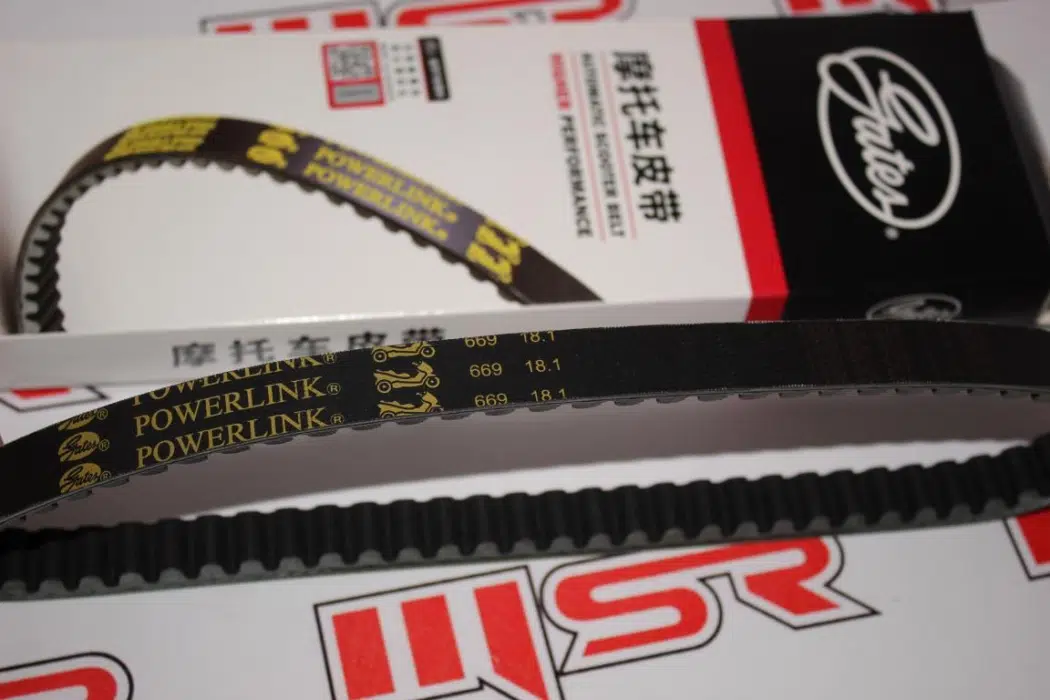 Gates
摩托车皮带
AUTOMATIC SCOOTER BELT
HIGHER PERFORMANCE
POWERLINK®
POWERLINK®
摩托车皮带
POWERLINK® 669 18.1
Gates® POWERLINK® 669 18.1
Gates® POWERLINK® 669 18.1
MSR